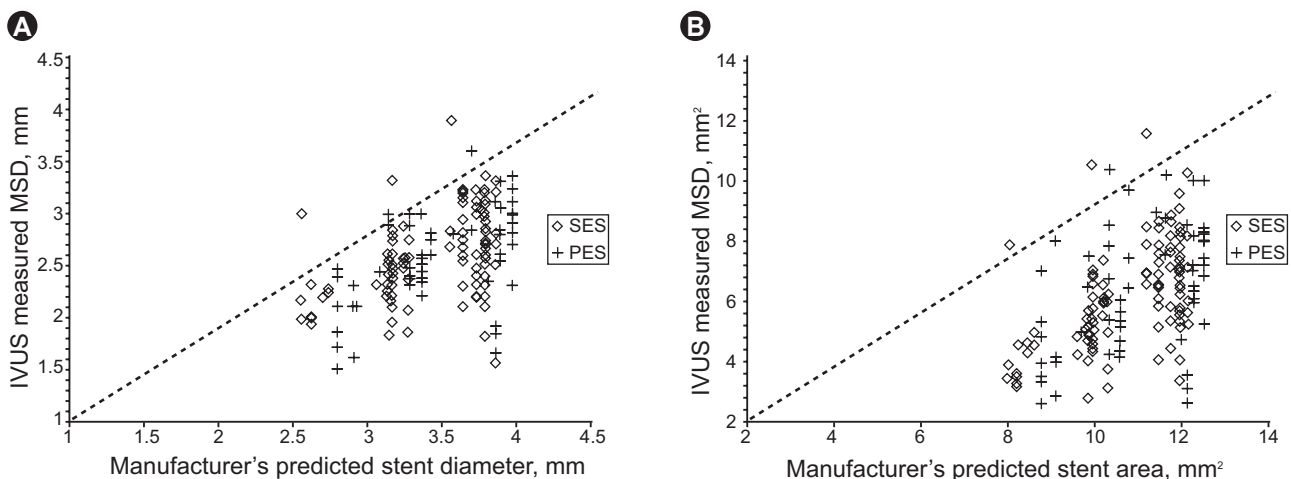 A
4.5
4
3.5
3
2.5
2
1.5
1
IVUS measured MSD, mm
1 1.5 2 2.5 3 3.5 4 4.5
Manufacturer’s predicted stent diameter, mm
SES
PES
B
14
12
10
8
6
4
2
IVUS measured MSD, mm²
2 4 6 8 10 12 14
Manufacturer’s predicted stent area, mm²
SES
PES